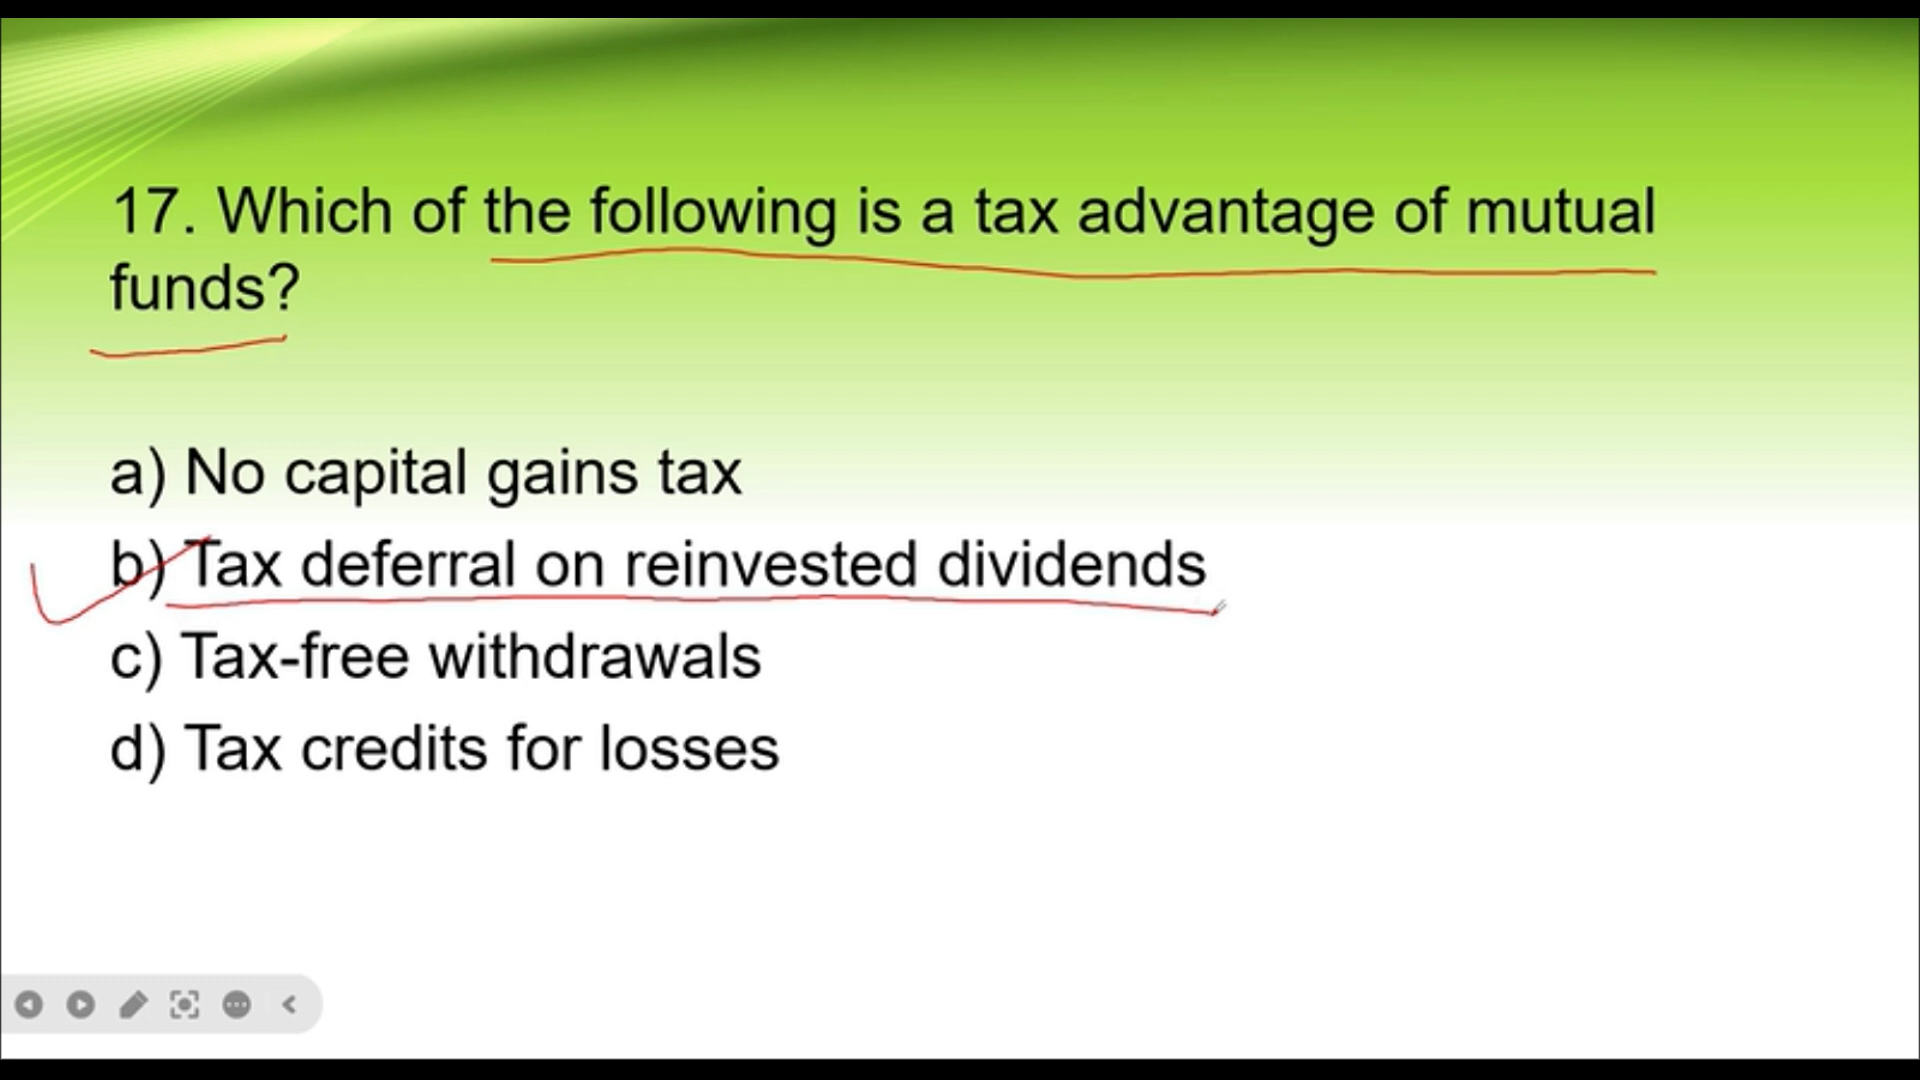 17. Which of the following is a tax advantage of mutual
funds?
a) No capital gains tax
b) Tax deferral on reinvested dividends
c) Tax-free withdrawals
d) Tax credits for losses